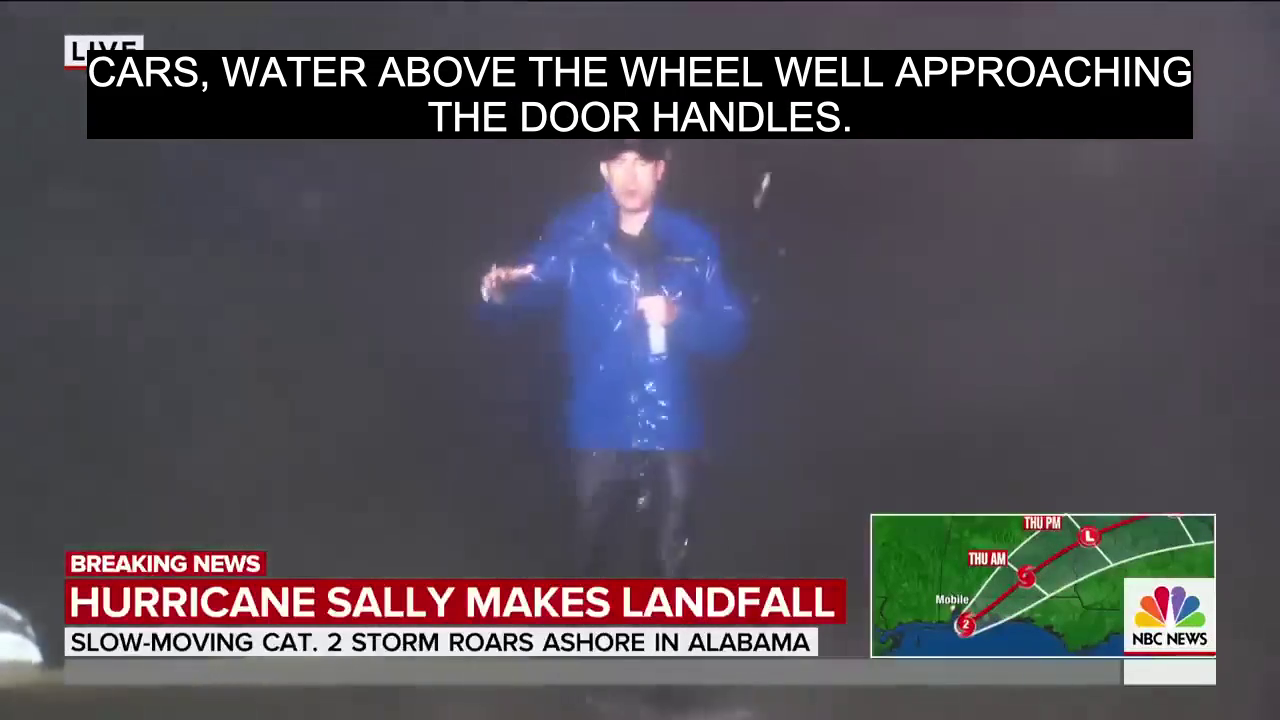 LIVE
CARS, WATER ABOVE THE WHEEL WELL APPROACHING
THE DOOR HANDLES.
THU PM
L
THU AM
Mobile
2
BREAKING NEWS
HURRICANE SALLY MAKES LANDFALL
SLOW-MOVING CAT. 2 STORM ROARS ASHORE IN ALABAMA
NBC NEWS